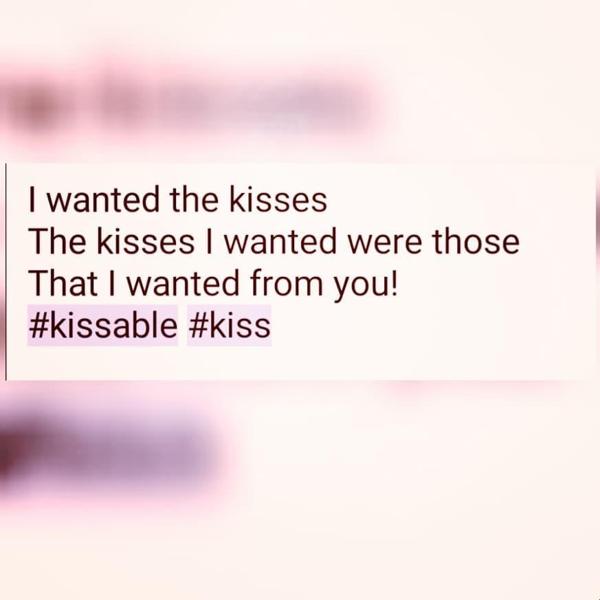 I wanted the kisses
The kisses I wanted were those
That I wanted from you!
#kissable #kiss